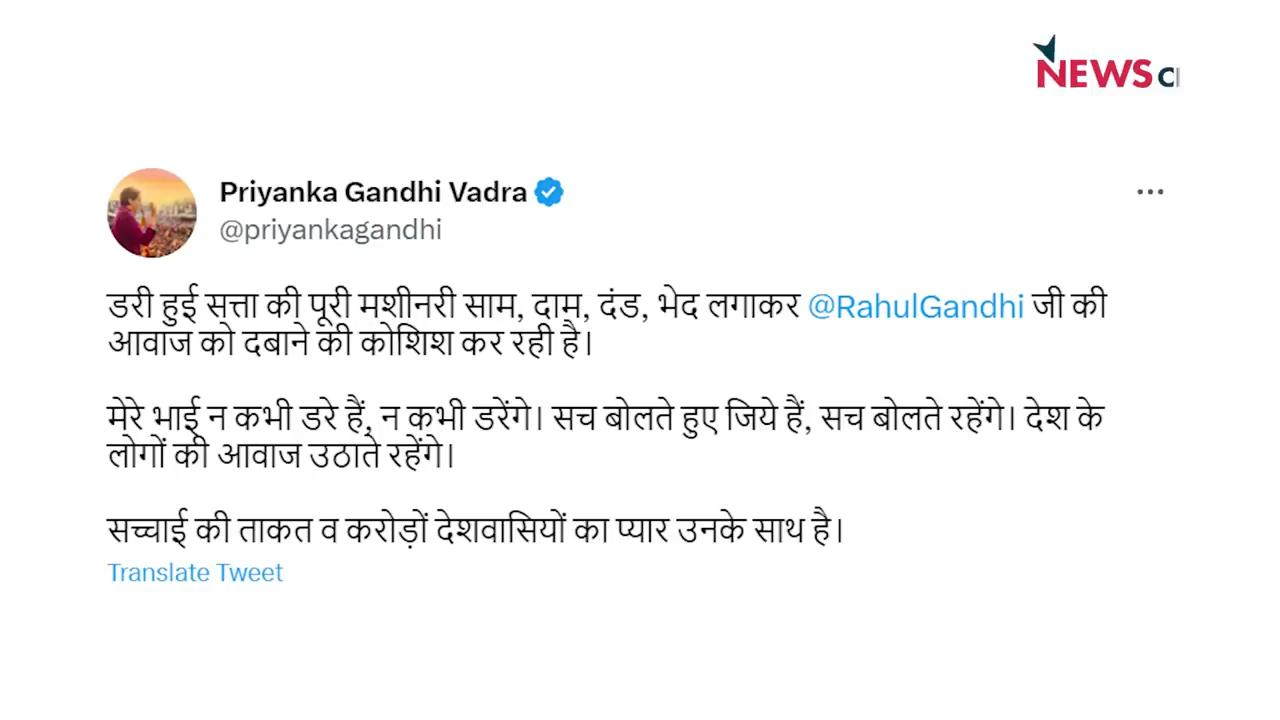 NEWS
Priyanka Gandhi Vadra
@priyankagandhi
डरी हुई सत्ता की पूरी मशीनरी साम, दाम, दंड, भेद लगाकर @RahulGandhi जी की
आवाज को दबाने की कोशिश कर रही है।
मेरे भाई न कभी डरे हैं, न कभी डरेंगे। सच बोलते हुए जिये हैं, सच बोलते रहेंगे। देश के
लोगों की आवाज उठाते रहेंगे।
सच्चाई की ताकत व करोड़ों देशवासियों का प्यार उनके साथ है।
Translate Tweet